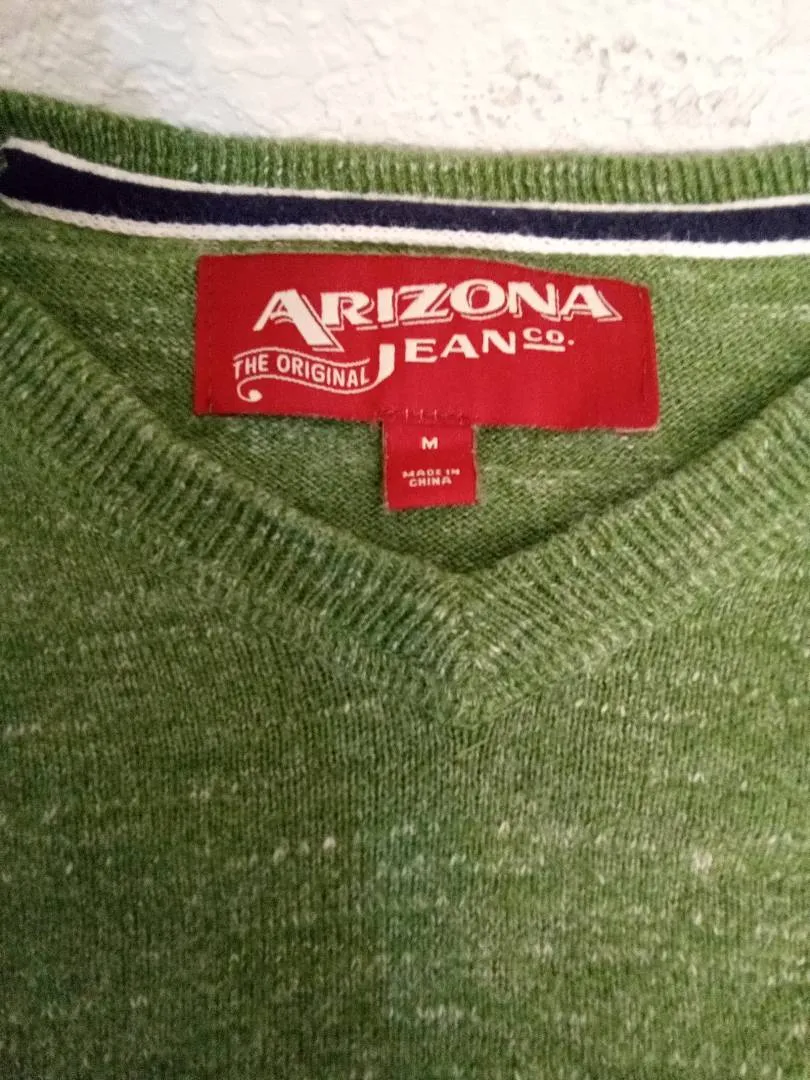 ARIZONA
THE ORIGINAL JEAN CO.
M
MADE IN
CHINA